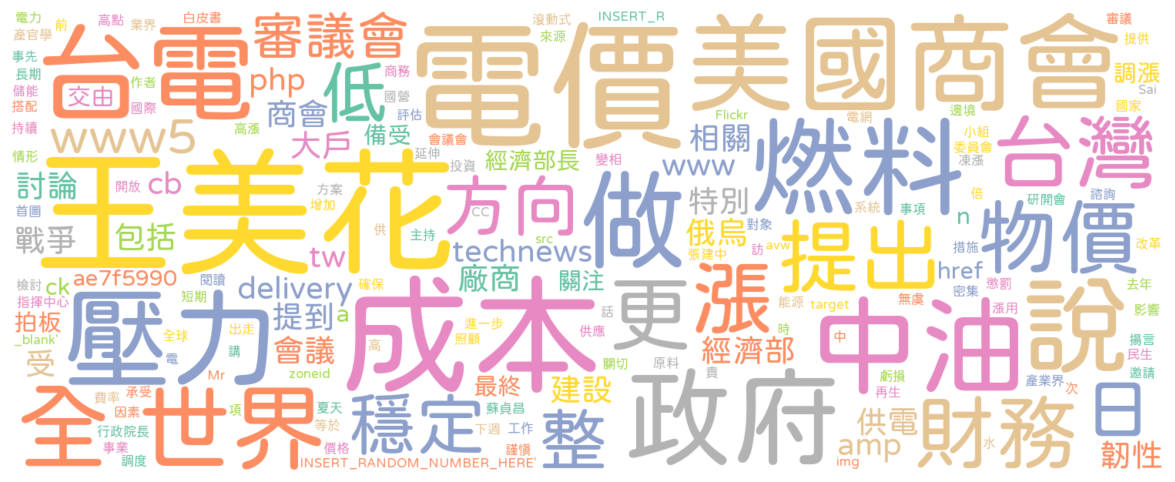 電力
高點
白皮書
INSERT_R
審議
產官學
前
業界
滾動式
提供
台電
審議會
電價
美國商會
來源
事先
長期
儲能
搭配
作者
php
低
商務
調漲
Sai
交由
國際
國營
商會
評估
Flickr
邊境
國家
電網
持續
www5
高漲
備受
會議會
相關
小組
委員會
台灣
大戶
燃料
情形
延伸
經濟部長
變相
www
凍漲
討論
王美花
開放
cb
方案
投資
方向
做
特別
系統
倍
諮詢
研開會
首圖
增加
cc
對象
事項
n
物價
戰爭
包括
供
主持
src
俄烏
提出
措施
改革
tw
technews
張建中
訪
avw
檢討
ck
ae7f5990
閱讀
確保
廠商
關注
漲
href
密集
去年
指揮中心
短期
delivery
更
能源
target
無虞
懲罰
影響
拍板
壓力
提到
a
成本
進一步
話
中油
漲用
說
_blank'
全球
出走
照顧
供應
時
中
揚言
受
電
講
會議
高
關切
原料
經濟部
民生
Mr
zoneid
貴
虧損
產業界
次
邀請
全世界
費率
承受
最終
建設
政府
再生
日
因素
項
夏天
穩定
蘇貞昌
整
供電
財務
行政院長
等於
下週
工作
amp
水
韌性
事業
調度
價格
謹慎
img
INSERT_RANDOM_NUMBER_HERE'